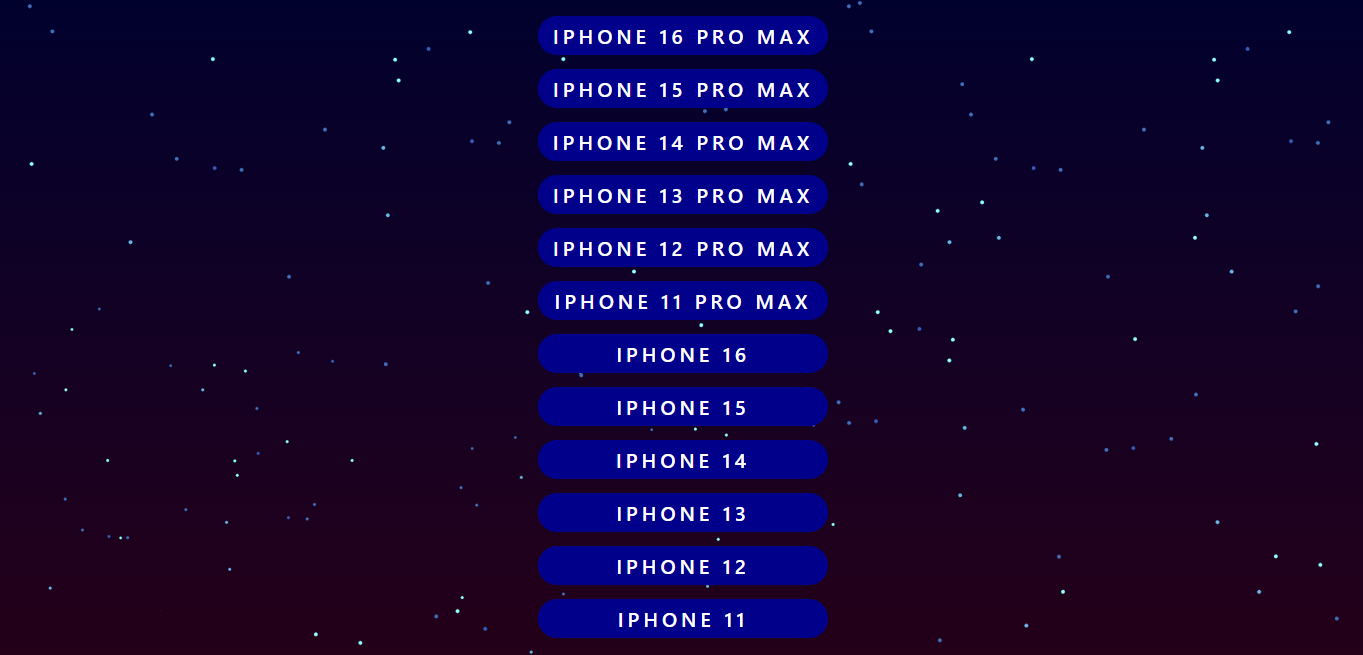 IPHONE 16 PRO MAX
IPHONE 15 PRO MAX
IPHONE 14 PRO MAX
IPHONE 13 PRO MAX
IPHONE 12 PRO MAX
IPHONE 11 PRO MAX
IPHONE 16
IPHONE 15
IPHONE 14
IPHONE 13
IPHONE 12
IPHONE 11